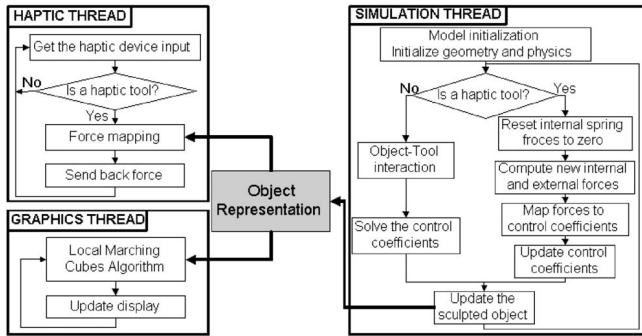 HAPTIC THREAD
Get the haptic device input
No
Is a haptic tool?
Yes
Force mapping
Send back force
GRAPHICS THREAD
Local Marching
Cubes Algorithm
Update display
Object
Representation
SIMULATION THREAD
Model initialization
Initialize geometry and physics
No
Is a haptic tool?
Yes
Object-Tool
interaction
Solve the control
coefficients
Reset internal spring
froces to zero
Compute new internal
and external forces
Map forces to
control coefficients
Update control
coefficients
Update the
sculpted object